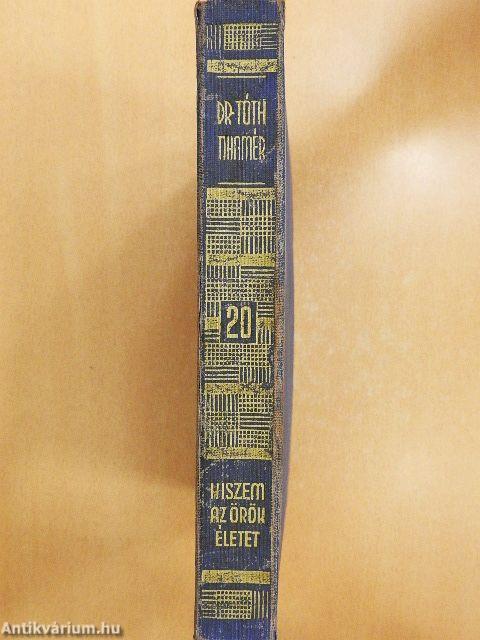 DR. TÓTH
TIHAMÉR
20
HISZEM
AZ ÖRÖK
ÉLETET
Antikvárium.hu